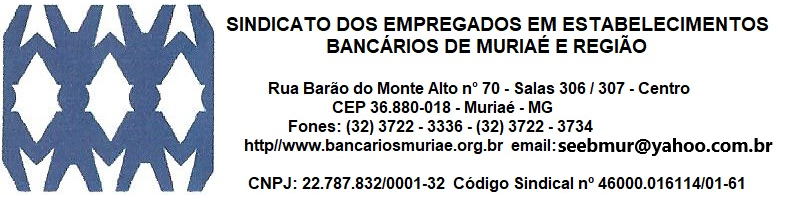 SINDICATO DOS EMPREGADOS EM ESTABELECIMENTOS
BANCÁRIOS DE MURIAÉ E REGIÃO
Rua Barão do Monte Alto nº 70 - Salas 306 / 307 - Centro
CEP 36.880-018 - Muriaé - MG
Fones: (32) 3722 - 3336 - (32) 3722 - 3734
http//www.bancariosmuriae.org.br email:seebmur@yahoo.com.br
CNPJ: 22.787.832/0001-32 Código Sindical nº 46000.016114/01-61